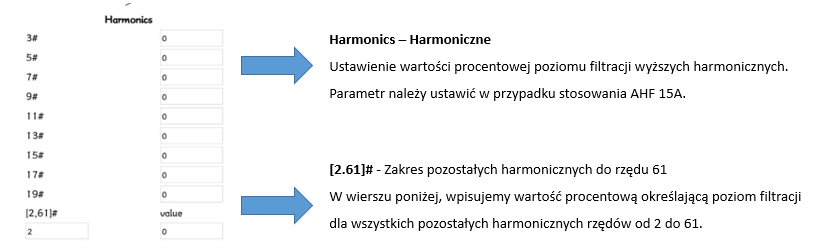 Harmonics
3# 0
5# 0
7# 0
9# 0
11# 0
13# 0
15# 0
17# 0
19# 0
[2,61]# value
2 0
Harmonics – Harmoniczne
Ustawienie wartości procentowej poziomu filtracji wyższych harmonicznych.
Parametr należy ustawić w przypadku stosowania AHF 15A.
[2.61]# - Zakres pozostałych harmonicznych do rzędu 61
W wierszu poniżej, wpisujemy wartość procentową określającą poziom filtracji
dla wszystkich pozostałych harmonicznych rzędów od 2 do 61.